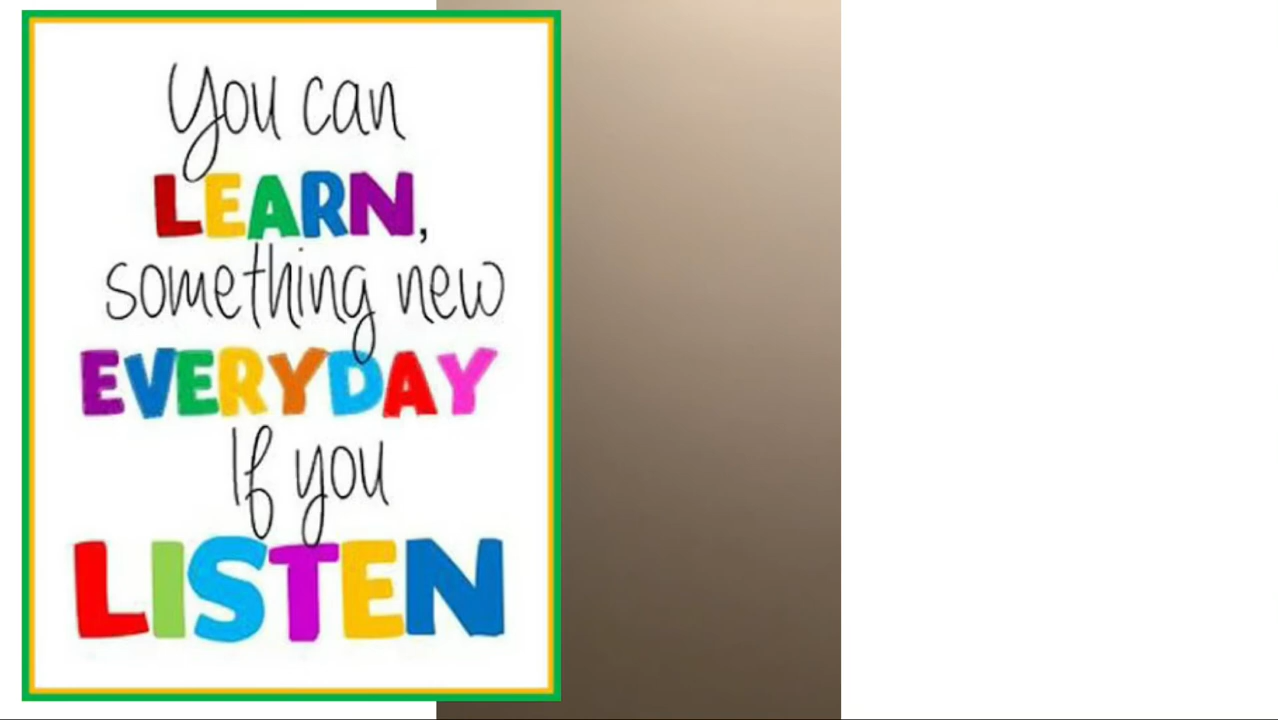 You can
LEARN,
something new
EVERYDAY
If you
LISTEN